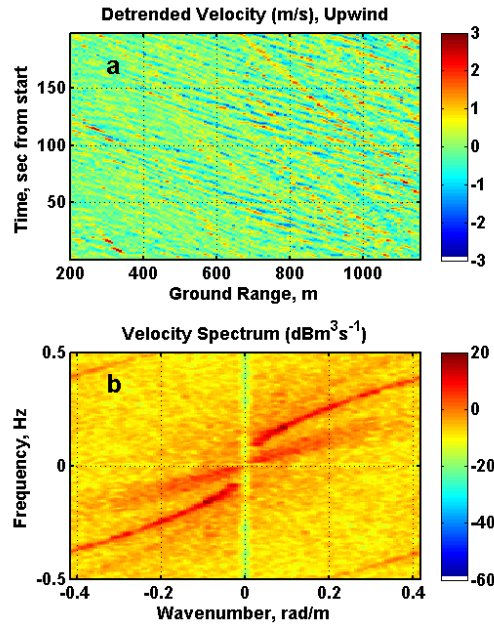 Detrended Velocity (m/s), Upwind
a
Time, sec from start
150
100
50
200 400 600 800 1000
Ground Range, m
3
2
1
0
-1
-2
-3
Velocity Spectrum (dBm³s⁻¹)
b
Frequency, Hz
0.5
0
-0.5
-0.4 -0.2 0 0.2 0.4
Wavenumber, rad/m
20
0
-20
-40
-60